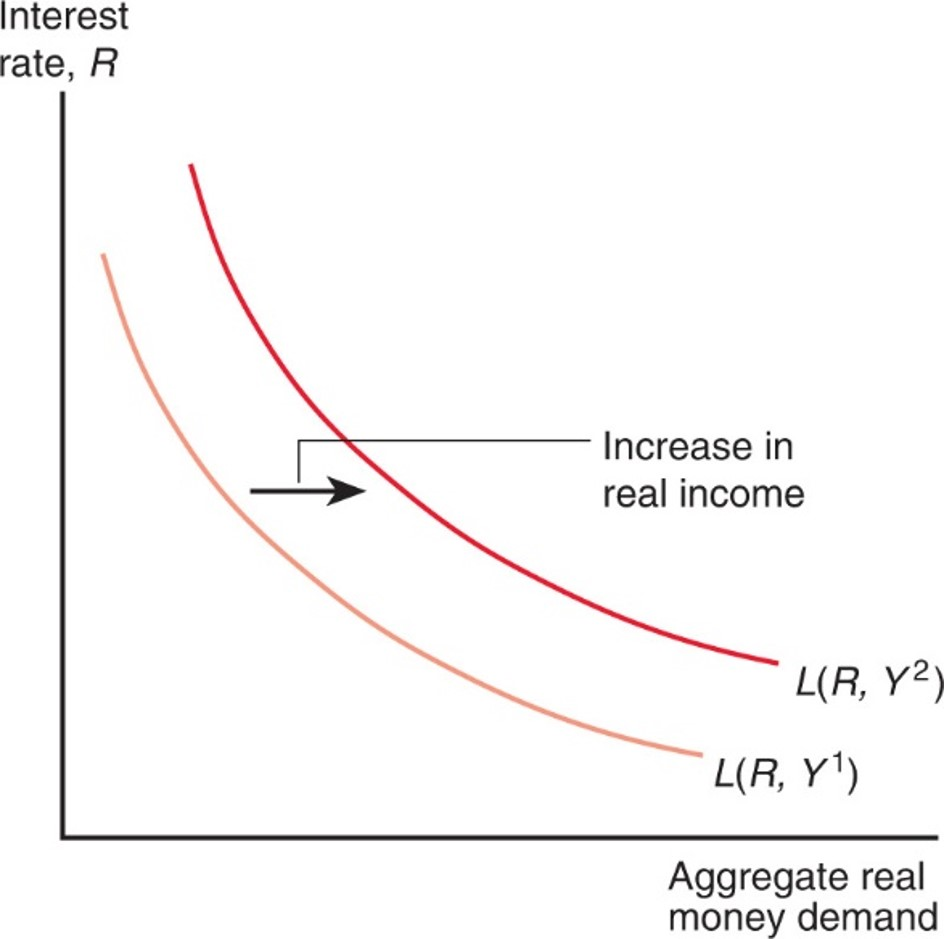 Interest
rate, R
Increase in
real income
L(R, Y²)
L(R, Y¹)
Aggregate real
money demand